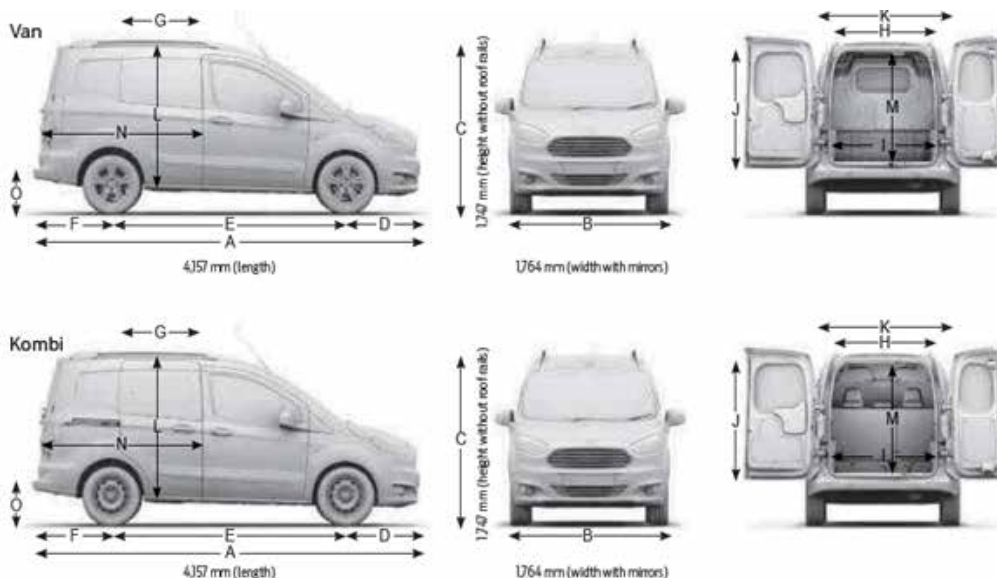 Van
G
K
H
L
N
C
J
M
I
O
F
E
D
A
B
1,747 mm (height without roof rails)
4,157 mm (length)
1,764 mm (width with mirrors)
Kombi
G
K
H
L
N
C
J
M
I
O
F
E
D
A
B
1,747 mm (height without roof rails)
4,157 mm (length)
1,764 mm (width with mirrors)